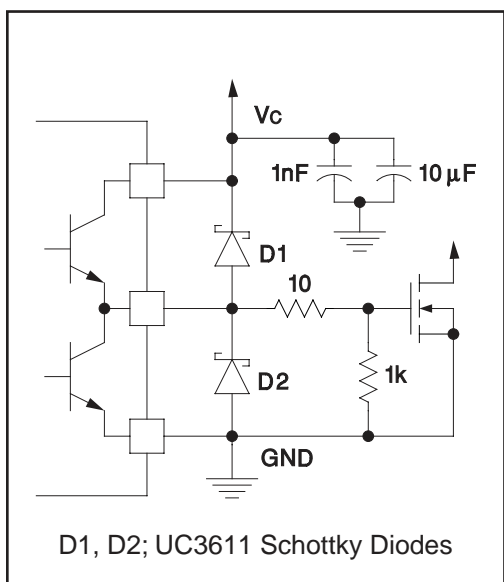 Vc
1nF
10 µF
D1
10
D2
1k
GND
D1, D2; UC3611 Schottky Diodes